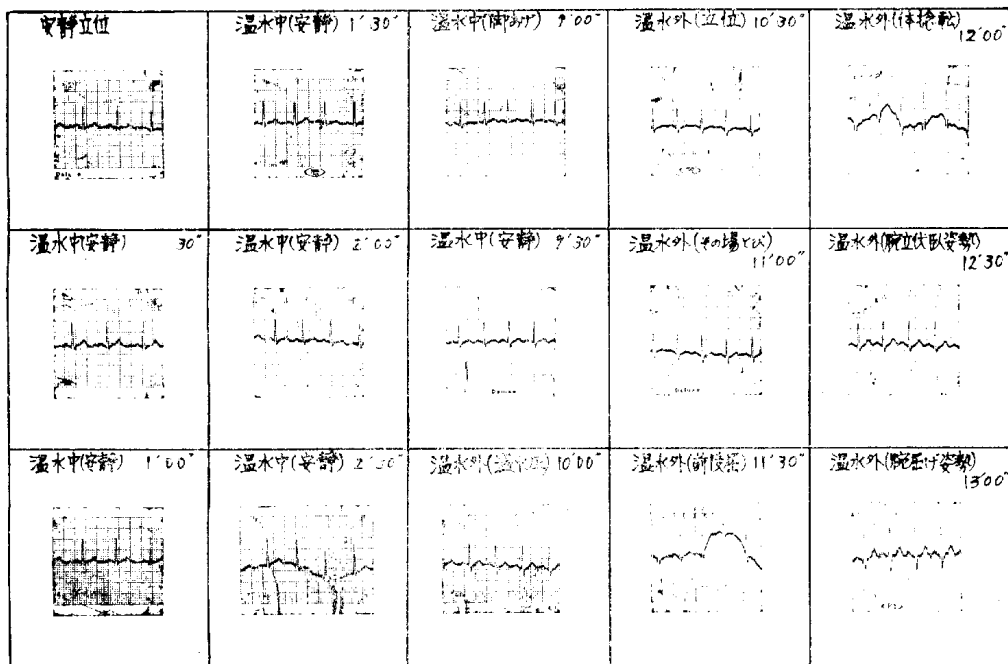 安静立位
温水中(安静) 1'30"
温水中(脚あげ) 9'00"
温水外(立位) 10'30"
温水外(体捻転)
12'00"
温水中(安静) 30"
温水中(安静) 2'00"
温水中(安静) 9'30"
温水外(その場とび)
11'00"
温水外(腕立伏臥姿勢)
12'30"
Deluxe
温水中(安静) 1'00"
温水中(安静) 2'30"
温水外 10'00"
温水外(前後屈) 11'30"
温水外(腕屈げ姿勢)
13'00"